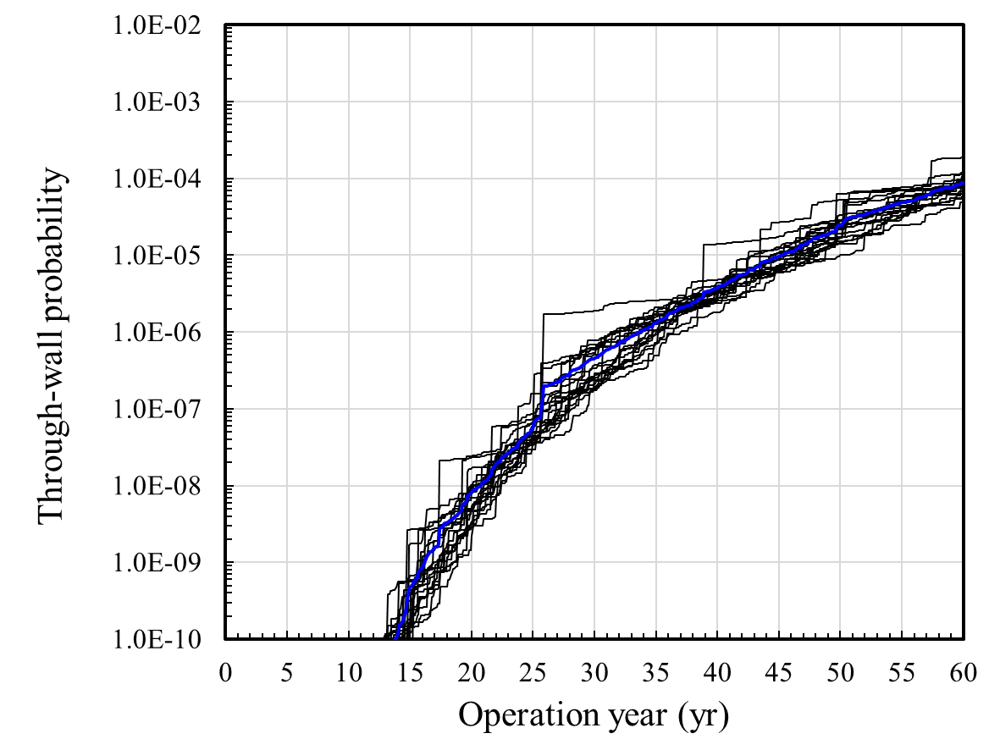 1.0E-02
1.0E-03
1.0E-04
1.0E-05
1.0E-06
1.0E-07
1.0E-08
1.0E-09
1.0E-10
Through-wall probability
0 5 10 15 20 25 30 35 40 45 50 55 60
Operation year (yr)